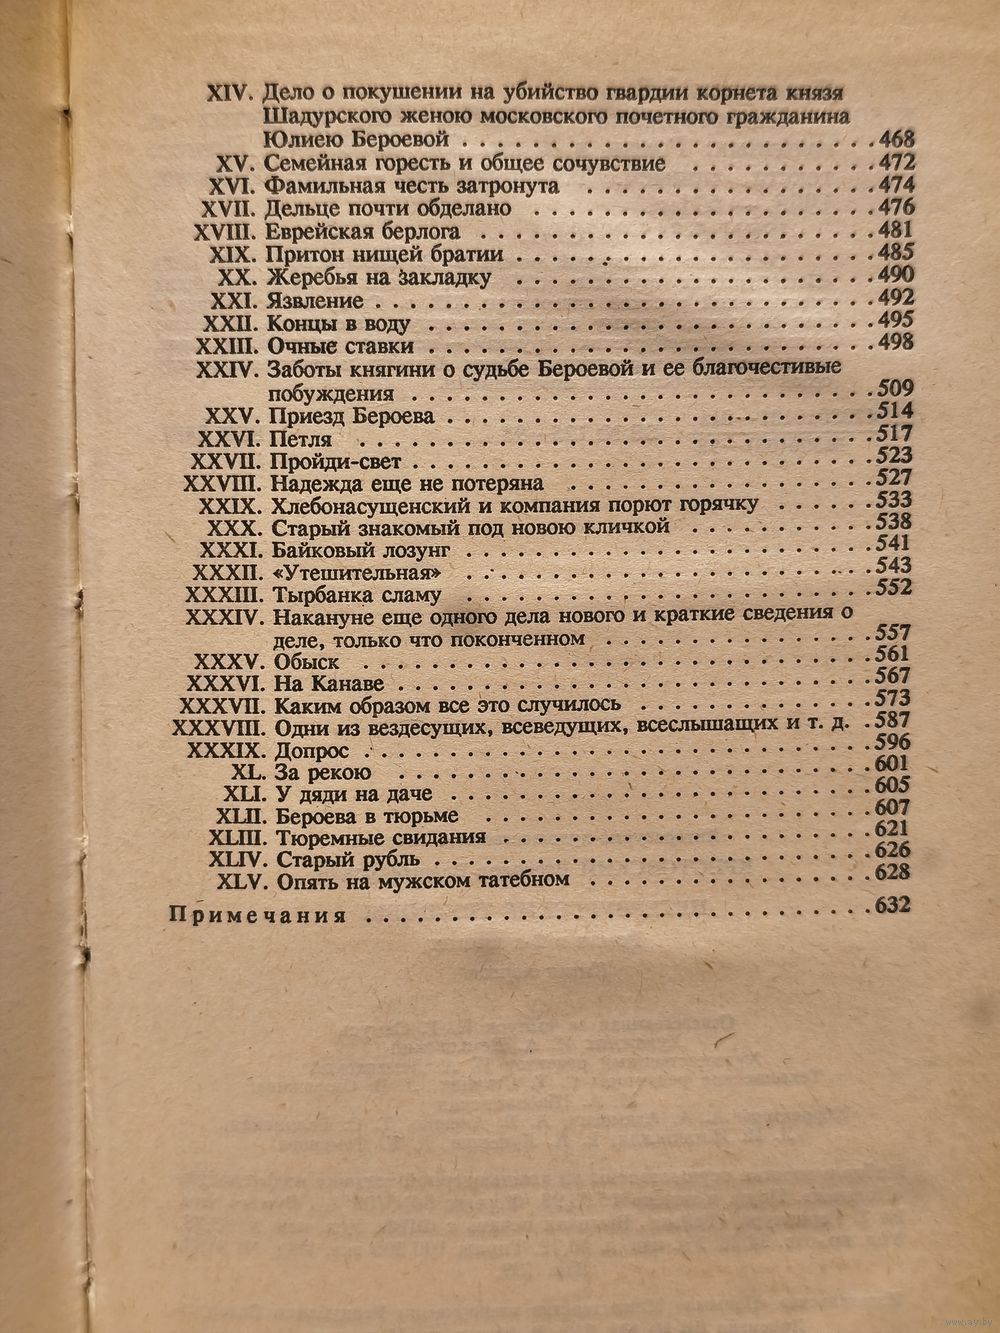 XIV. Дело о покушении на убийство гвардии корнета князя
Шадурского женою московского почетного гражданина
Юлиею Бероевой . . . . . . . . . . . . . . . . . . . . . . . . 468
XV. Семейная горесть и общее сочувствие . . . . . . . . . . 472
XVI. Фамильная честь затронута . . . . . . . . . . . . . . . . 474
XVII. Дельце почти обделано . . . . . . . . . . . . . . . . . . 476
XVIII. Еврейская берлога . . . . . . . . . . . . . . . . . . . . . 481
XIX. Притон нищей братии . . . . . . . . . . . . . . . . . . . 485
XX. Жеребья на закладку . . . . . . . . . . . . . . . . . . . 490
XXI. Язвление . . . . . . . . . . . . . . . . . . . . . . . . . . . 492
XXII. Концы в воду . . . . . . . . . . . . . . . . . . . . . . . . 495
XXIII. Очные ставки . . . . . . . . . . . . . . . . . . . . . . . . 498
XXIV. Заботы княгини о судьбе Бероевой и ее благочестивые
побуждения . . . . . . . . . . . . . . . . . . . . . . . . . 509
XXV. Приезд Бероева . . . . . . . . . . . . . . . . . . . . . . . 514
XXVI. Петля . . . . . . . . . . . . . . . . . . . . . . . . . . . . 517
XXVII. Пройди-свет . . . . . . . . . . . . . . . . . . . . . . . . . 523
XXVIII. Надежда еще не потеряна . . . . . . . . . . . . . . . . 527
XXIX. Хлебонасущенский и компания порют горячку . . . . . . 533
XXX. Старый знакомый под новою кличкой . . . . . . . . . . 538
XXXI. Байковый лозунг . . . . . . . . . . . . . . . . . . . . . . 541
XXXII. «Утешительная» . . . . . . . . . . . . . . . . . . . . . . 543
XXXIII. Тырбанка сламу . . . . . . . . . . . . . . . . . . . . . . 552
XXXIV. Накануне еще одного дела нового и краткие сведения о
деле, только что поконченном . . . . . . . . . . . . . . . 557
XXXV. Обыск . . . . . . . . . . . . . . . . . . . . . . . . . . . . 561
XXXVI. На Канаве . . . . . . . . . . . . . . . . . . . . . . . . . . 567
XXXVII. Каким образом все это случилось . . . . . . . . . . . . . 573
XXXVIII. Одни из вездесущих, всеведущих, всеслышащих и т. д. . 587
XXXIX. Допрос . . . . . . . . . . . . . . . . . . . . . . . . . . . . 596
XL. За рекою . . . . . . . . . . . . . . . . . . . . . . . . . . 601
XLI. У дяди на даче . . . . . . . . . . . . . . . . . . . . . . . 605
XLII. Бероева в тюрьме . . . . . . . . . . . . . . . . . . . . . 607
XLIII. Тюремные свидания . . . . . . . . . . . . . . . . . . . . 621
XLIV. Старый рубль . . . . . . . . . . . . . . . . . . . . . . . . 626
XLV. Опять на мужском татебном . . . . . . . . . . . . . . . 628
Примечания . . . . . . . . . . . . . . . . . . . . . . . . . . . . 632
www.ay.by